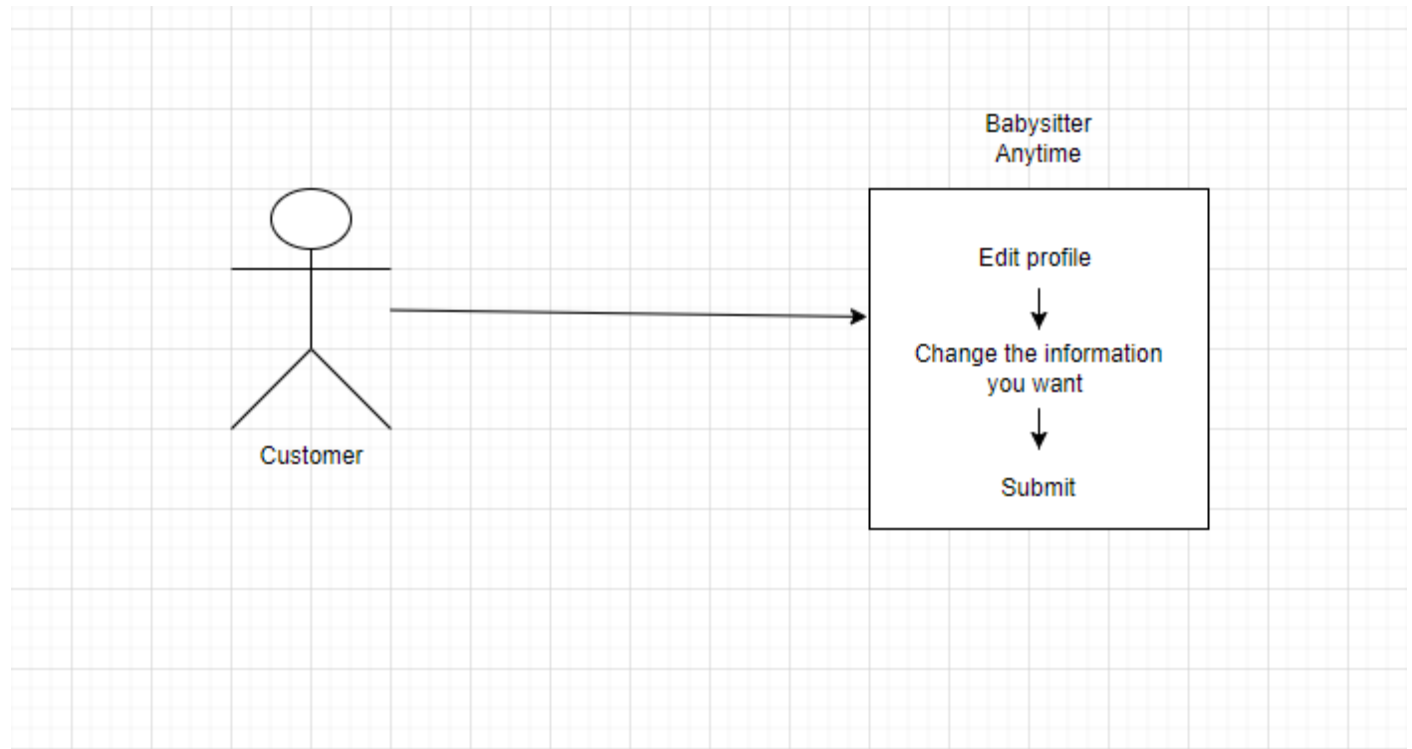 Babysitter
Anytime
Edit profile
Change the information
you want
Submit
Customer